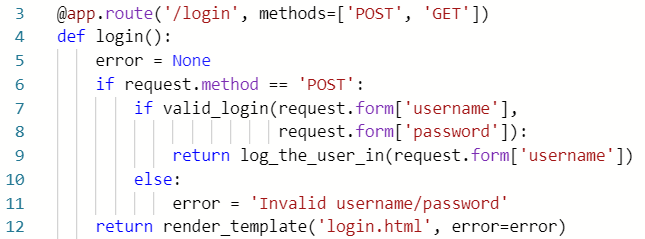 3 @app.route('/login', methods=['POST', 'GET'])
4 def login():
5     error = None
6     if request.method == 'POST':
7         if valid_login(request.form['username'],
8                        request.form['password']):
9             return log_the_user_in(request.form['username'])
10         else:
11             error = 'Invalid username/password'
12     return render_template('login.html', error=error)